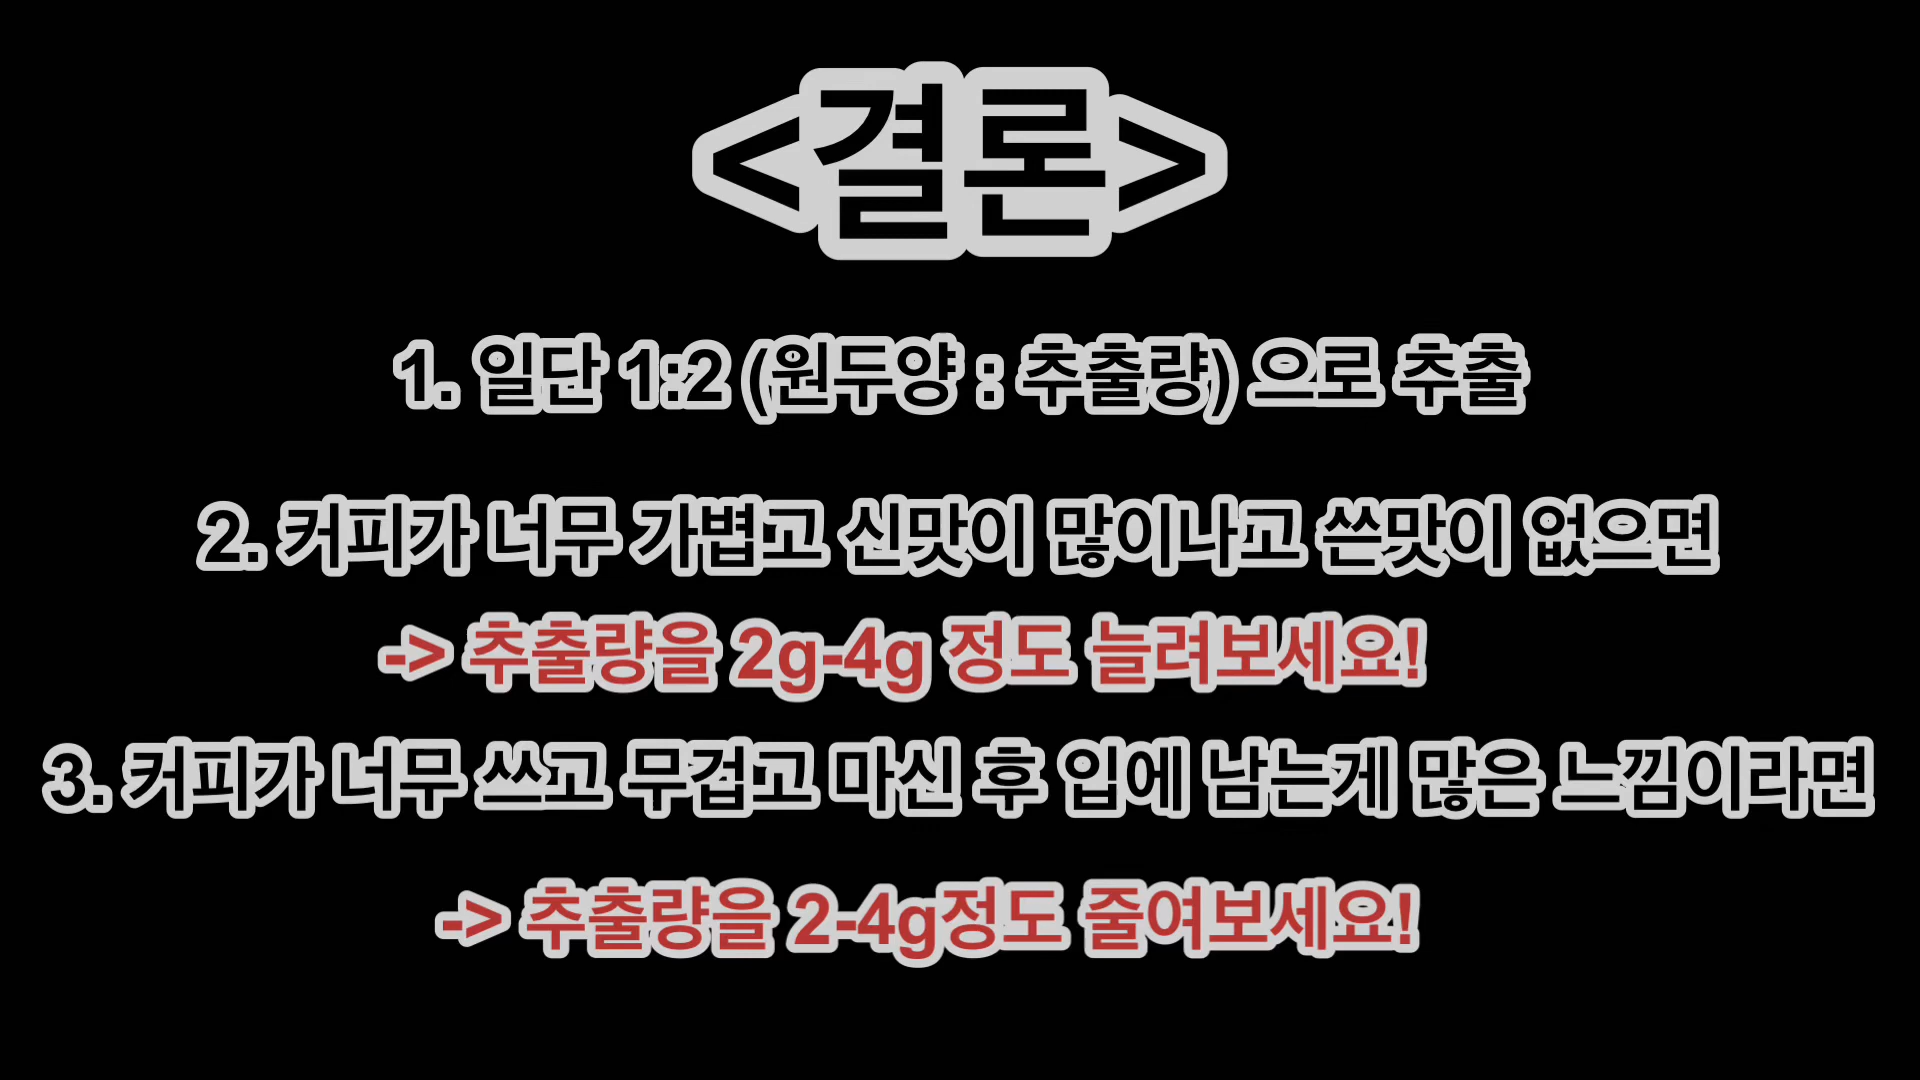 <결론>
1. 일단 1:2 (원두양 : 추출량) 으로 추출
2. 커피가 너무 가볍고 신맛이 많이나고 쓴맛이 없으면
-> 추출량을 2g-4g 정도 늘려보세요!
3. 커피가 너무 쓰고 무겁고 마신 후 입에 남는게 많은 느낌이라면
-> 추출량을 2-4g정도 줄여보세요!